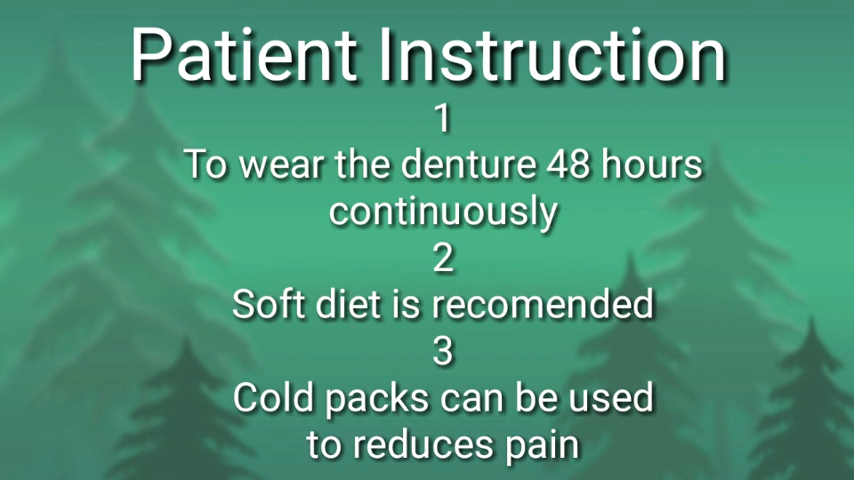 Patient Instruction
1
To wear the denture 48 hours
continuously
2
Soft diet is recomended
3
Cold packs can be used
to reduces pain